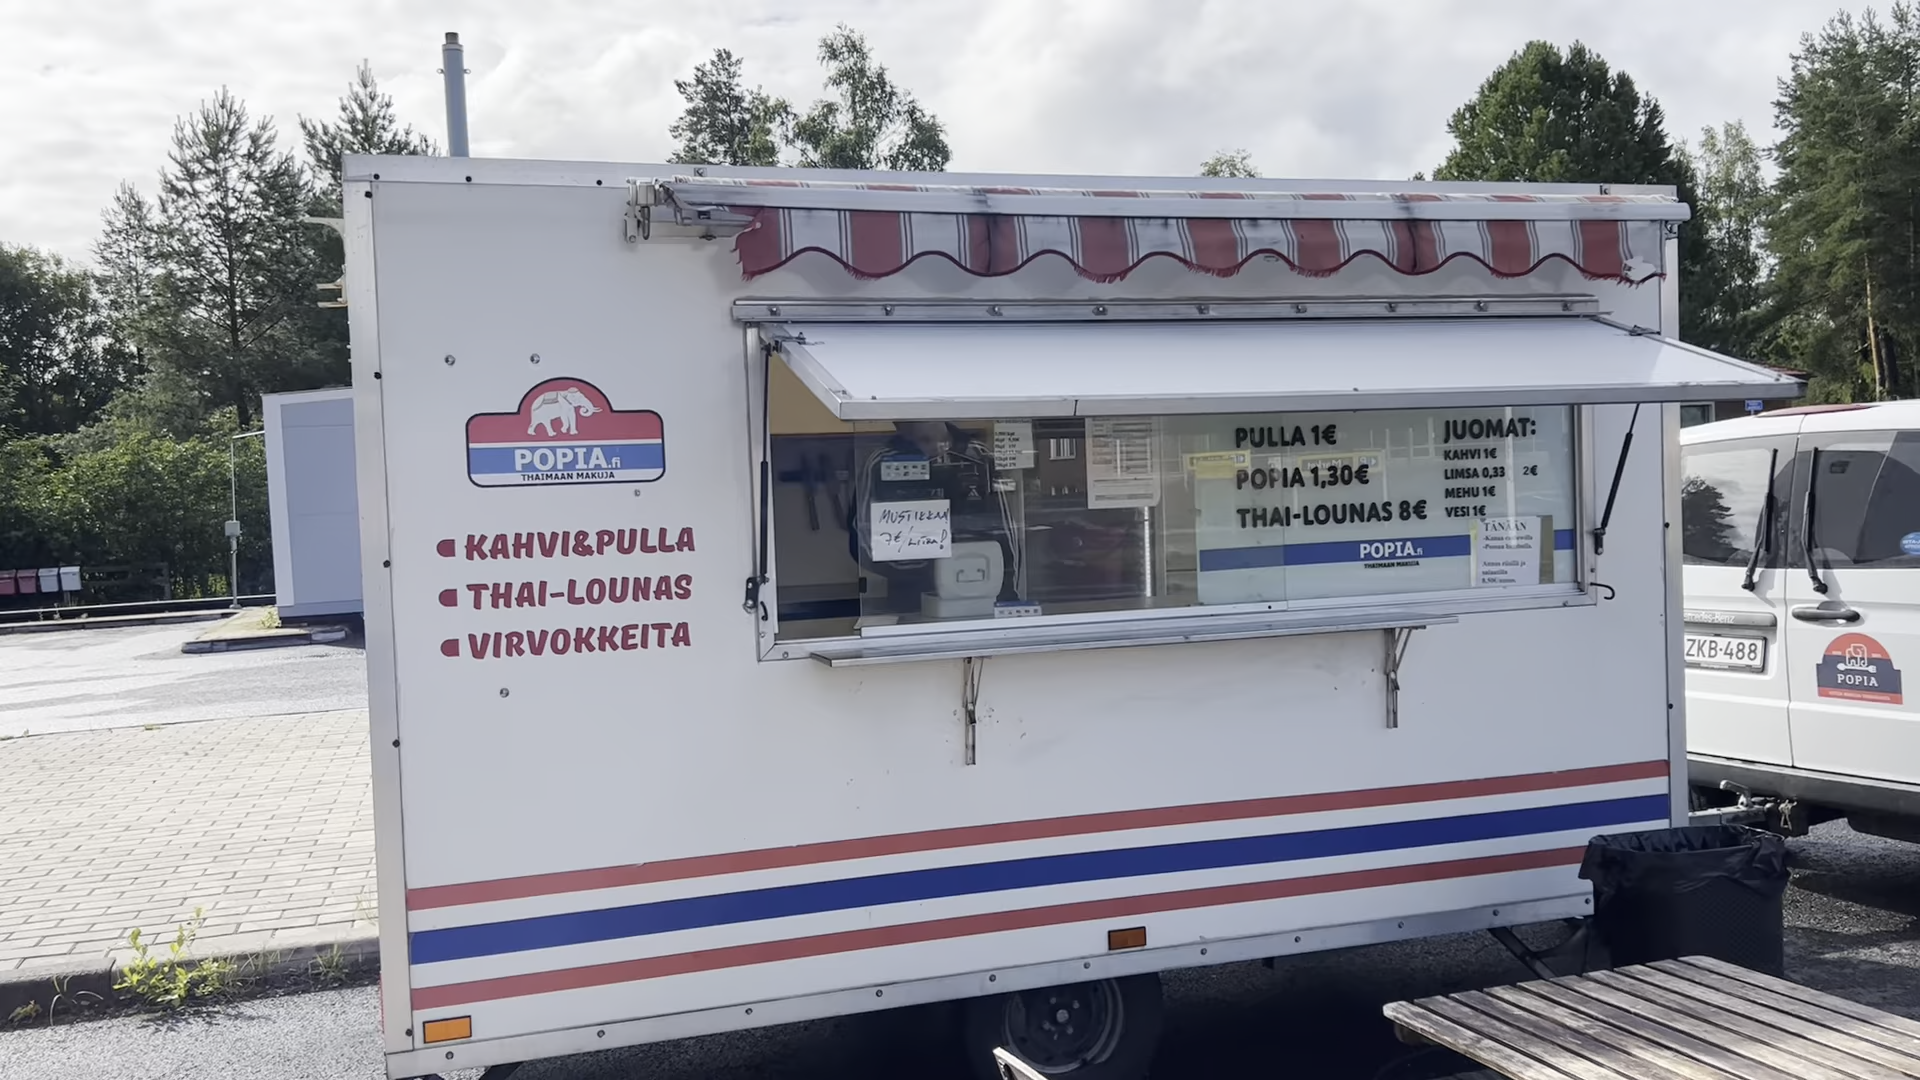 POPIA.fi
THAIMAAN MAKUJA
KAHVI&PULLA
THAI-LOUNAS
VIRVOKKEITA
MUSTIKKAA
7€/LITRA!
PULLA 1€
POPIA 1,30€
THAI-LOUNAS 8€
JUOMAT:
KAHVI 1€
LIMSA 0,33 2€
MEHU 1€
VESI 1€
POPIA.fi
THAIMAAN MAKUJA
TÄNÄÄN
8,50€
ZKB-488
POPIA